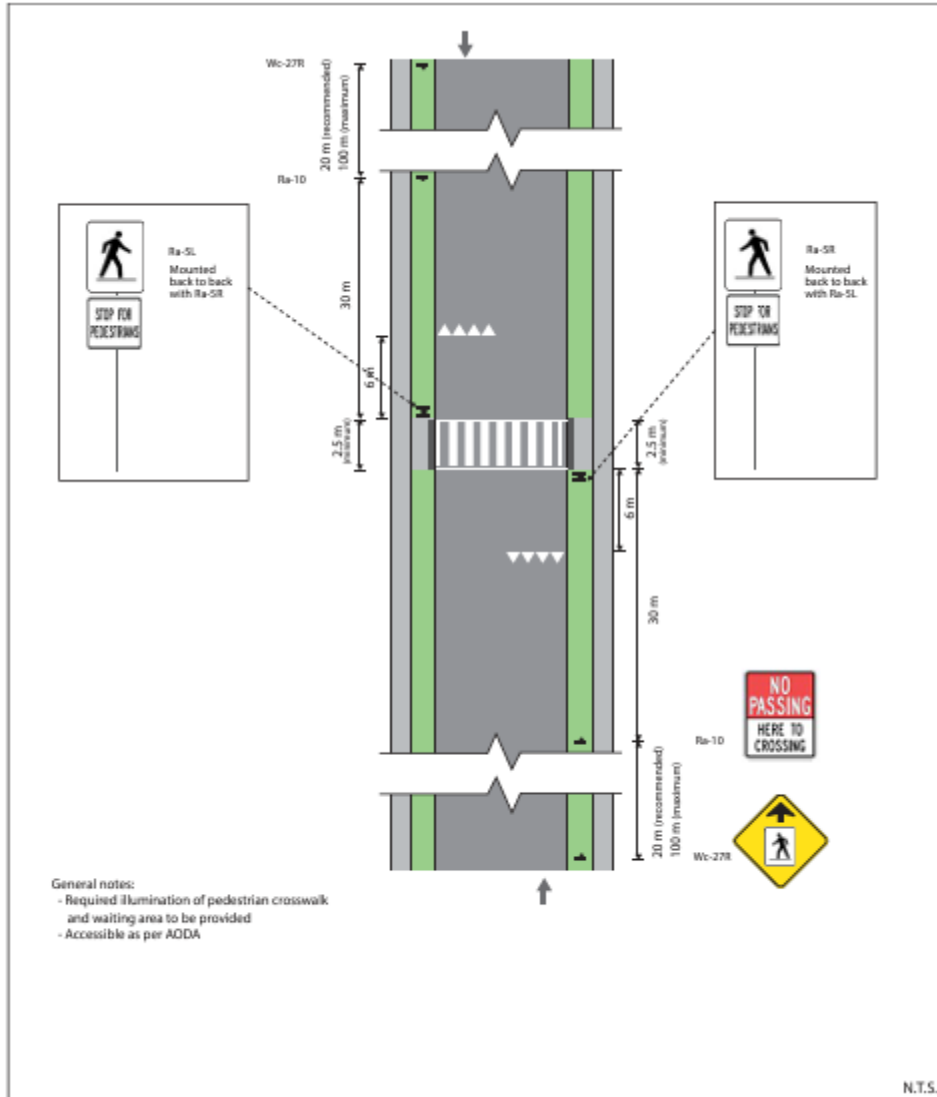 Wc-27R
20 m (recommended)
100 m (maximum)
Ra-10
30 m
6 m
2.5 m
(minimum)
Ra-5L
Mounted
back to back
with Ra-5R
STOP FOR
PEDESTRIANS
Ra-5R
Mounted
back to back
with Ra-5L
STOP FOR
PEDESTRIANS
2.5 m
(minimum)
6 m
30 m
Ra-10
NO
PASSING
HERE TO
CROSSING
20 m (recommended)
100 m (maximum)
Wc-27R
General notes:
- Required illumination of pedestrian crosswalk
and waiting area to be provided
- Accessible as per AODA
N.T.S.